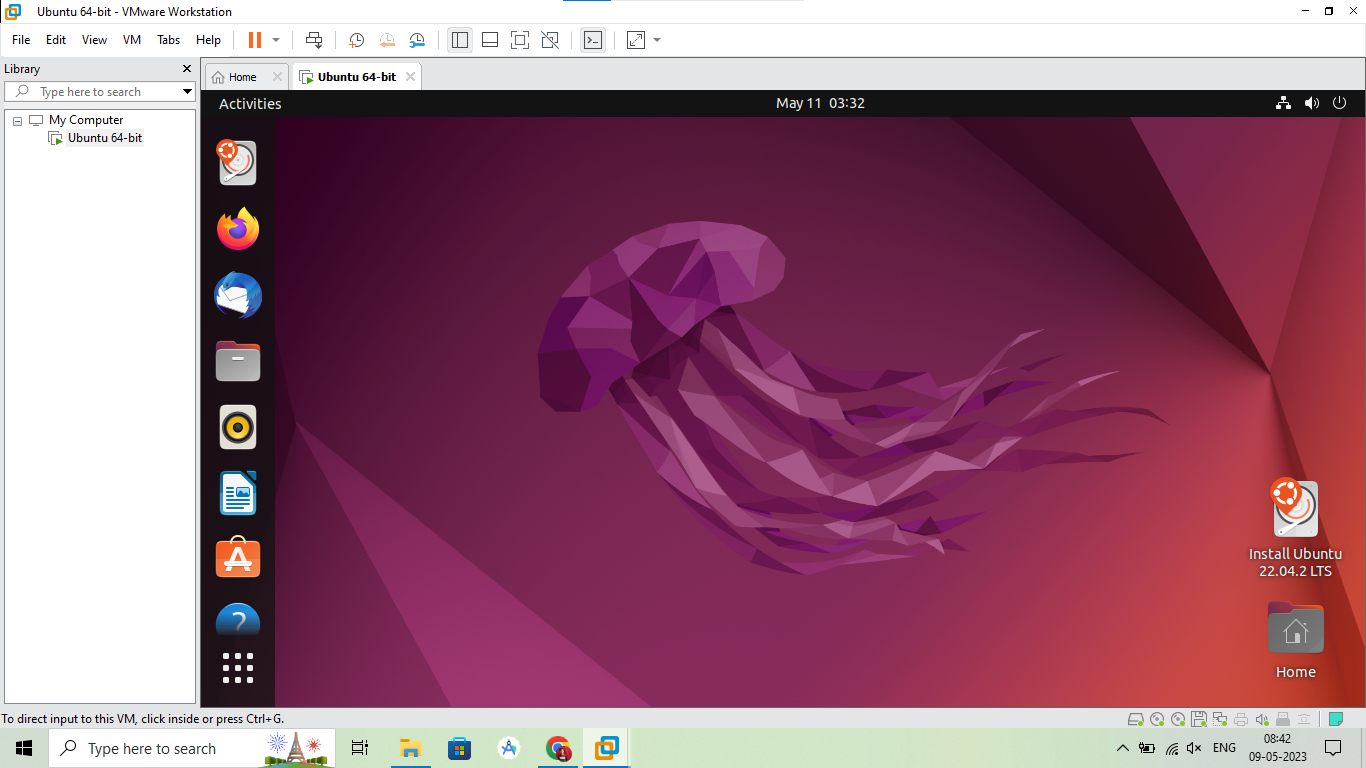 Ubuntu 64-bit - VMware Workstation
File Edit View VM Tabs Help
Library
Home
Ubuntu 64-bit
Type here to search
My Computer
Ubuntu 64-bit
Activities
May 11 03:32
Install Ubuntu
22.04.2 LTS
Home
To direct input to this VM, click inside or press Ctrl+G.
Type here to search
ENG
08:42
09-05-2023